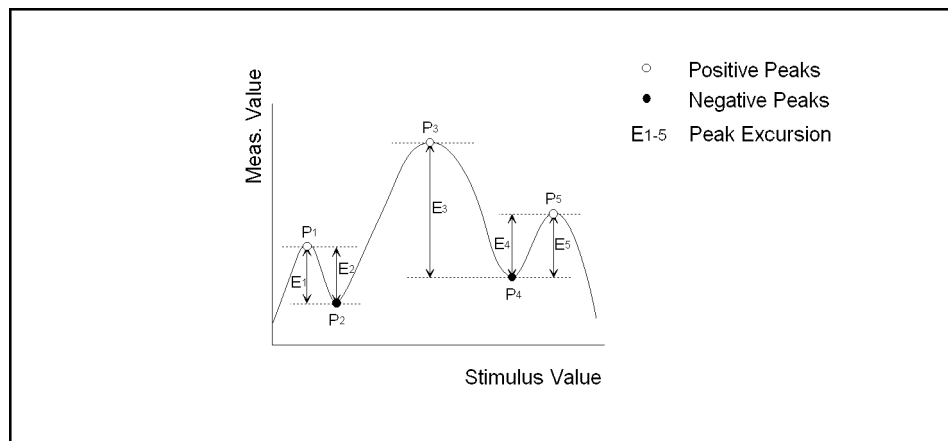 Positive Peaks
Negative Peaks
E1-5 Peak Excursion
Meas. Value
P3
P5
E3
E4
E5
P1
E2
E1
P4
P2
Stimulus Value